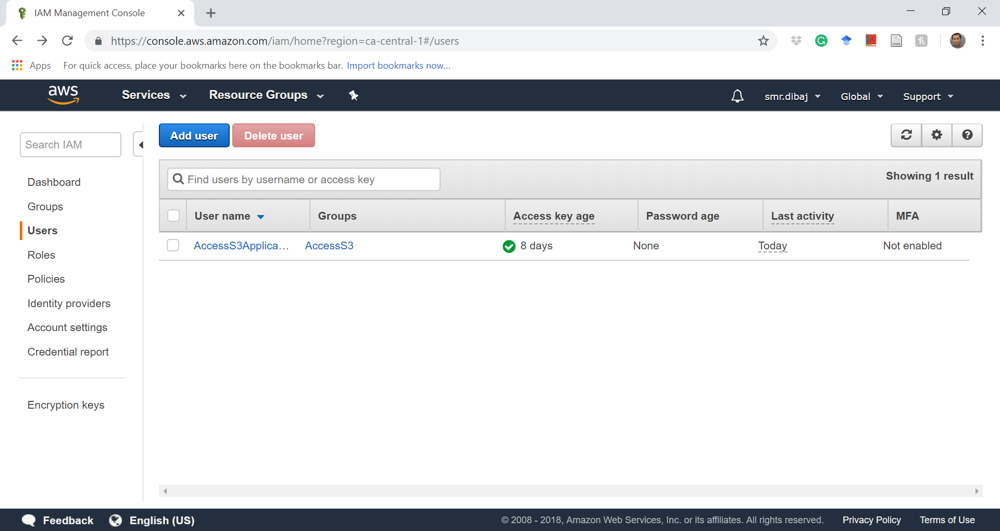 IAM Management Console
https://console.aws.amazon.com/iam/home?region=ca-central-1#/users
Apps For quick access, place your bookmarks here on the bookmarks bar. Import bookmarks now...
aws Services Resource Groups smr.dibaj Global Support
Search IAM
Add user Delete user
Find users by username or access key
Showing 1 result
Dashboard
Groups
Users
Roles
Policies
Identity providers
Account settings
Credential report
Encryption keys
User name Groups Access key age Password age Last activity MFA
AccessS3Applica... AccessS3 8 days None Today Not enabled
Feedback English (US) © 2008 - 2018, Amazon Web Services, Inc. or its affiliates. All rights reserved. Privacy Policy Terms of Use